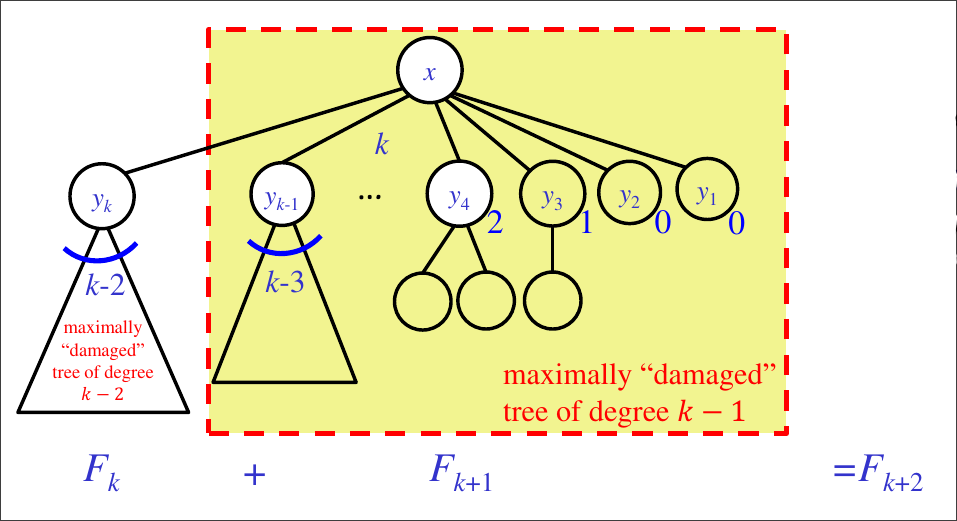 x
k
y_k
y_{k-1}
...
y_4
y_3
y_2
y_1
2
1
0
0
k-2
k-3
maximally
“damaged”
tree of degree
k − 2
maximally “damaged”
tree of degree k − 1
F_k + F_{k+1} =F_{k+2}